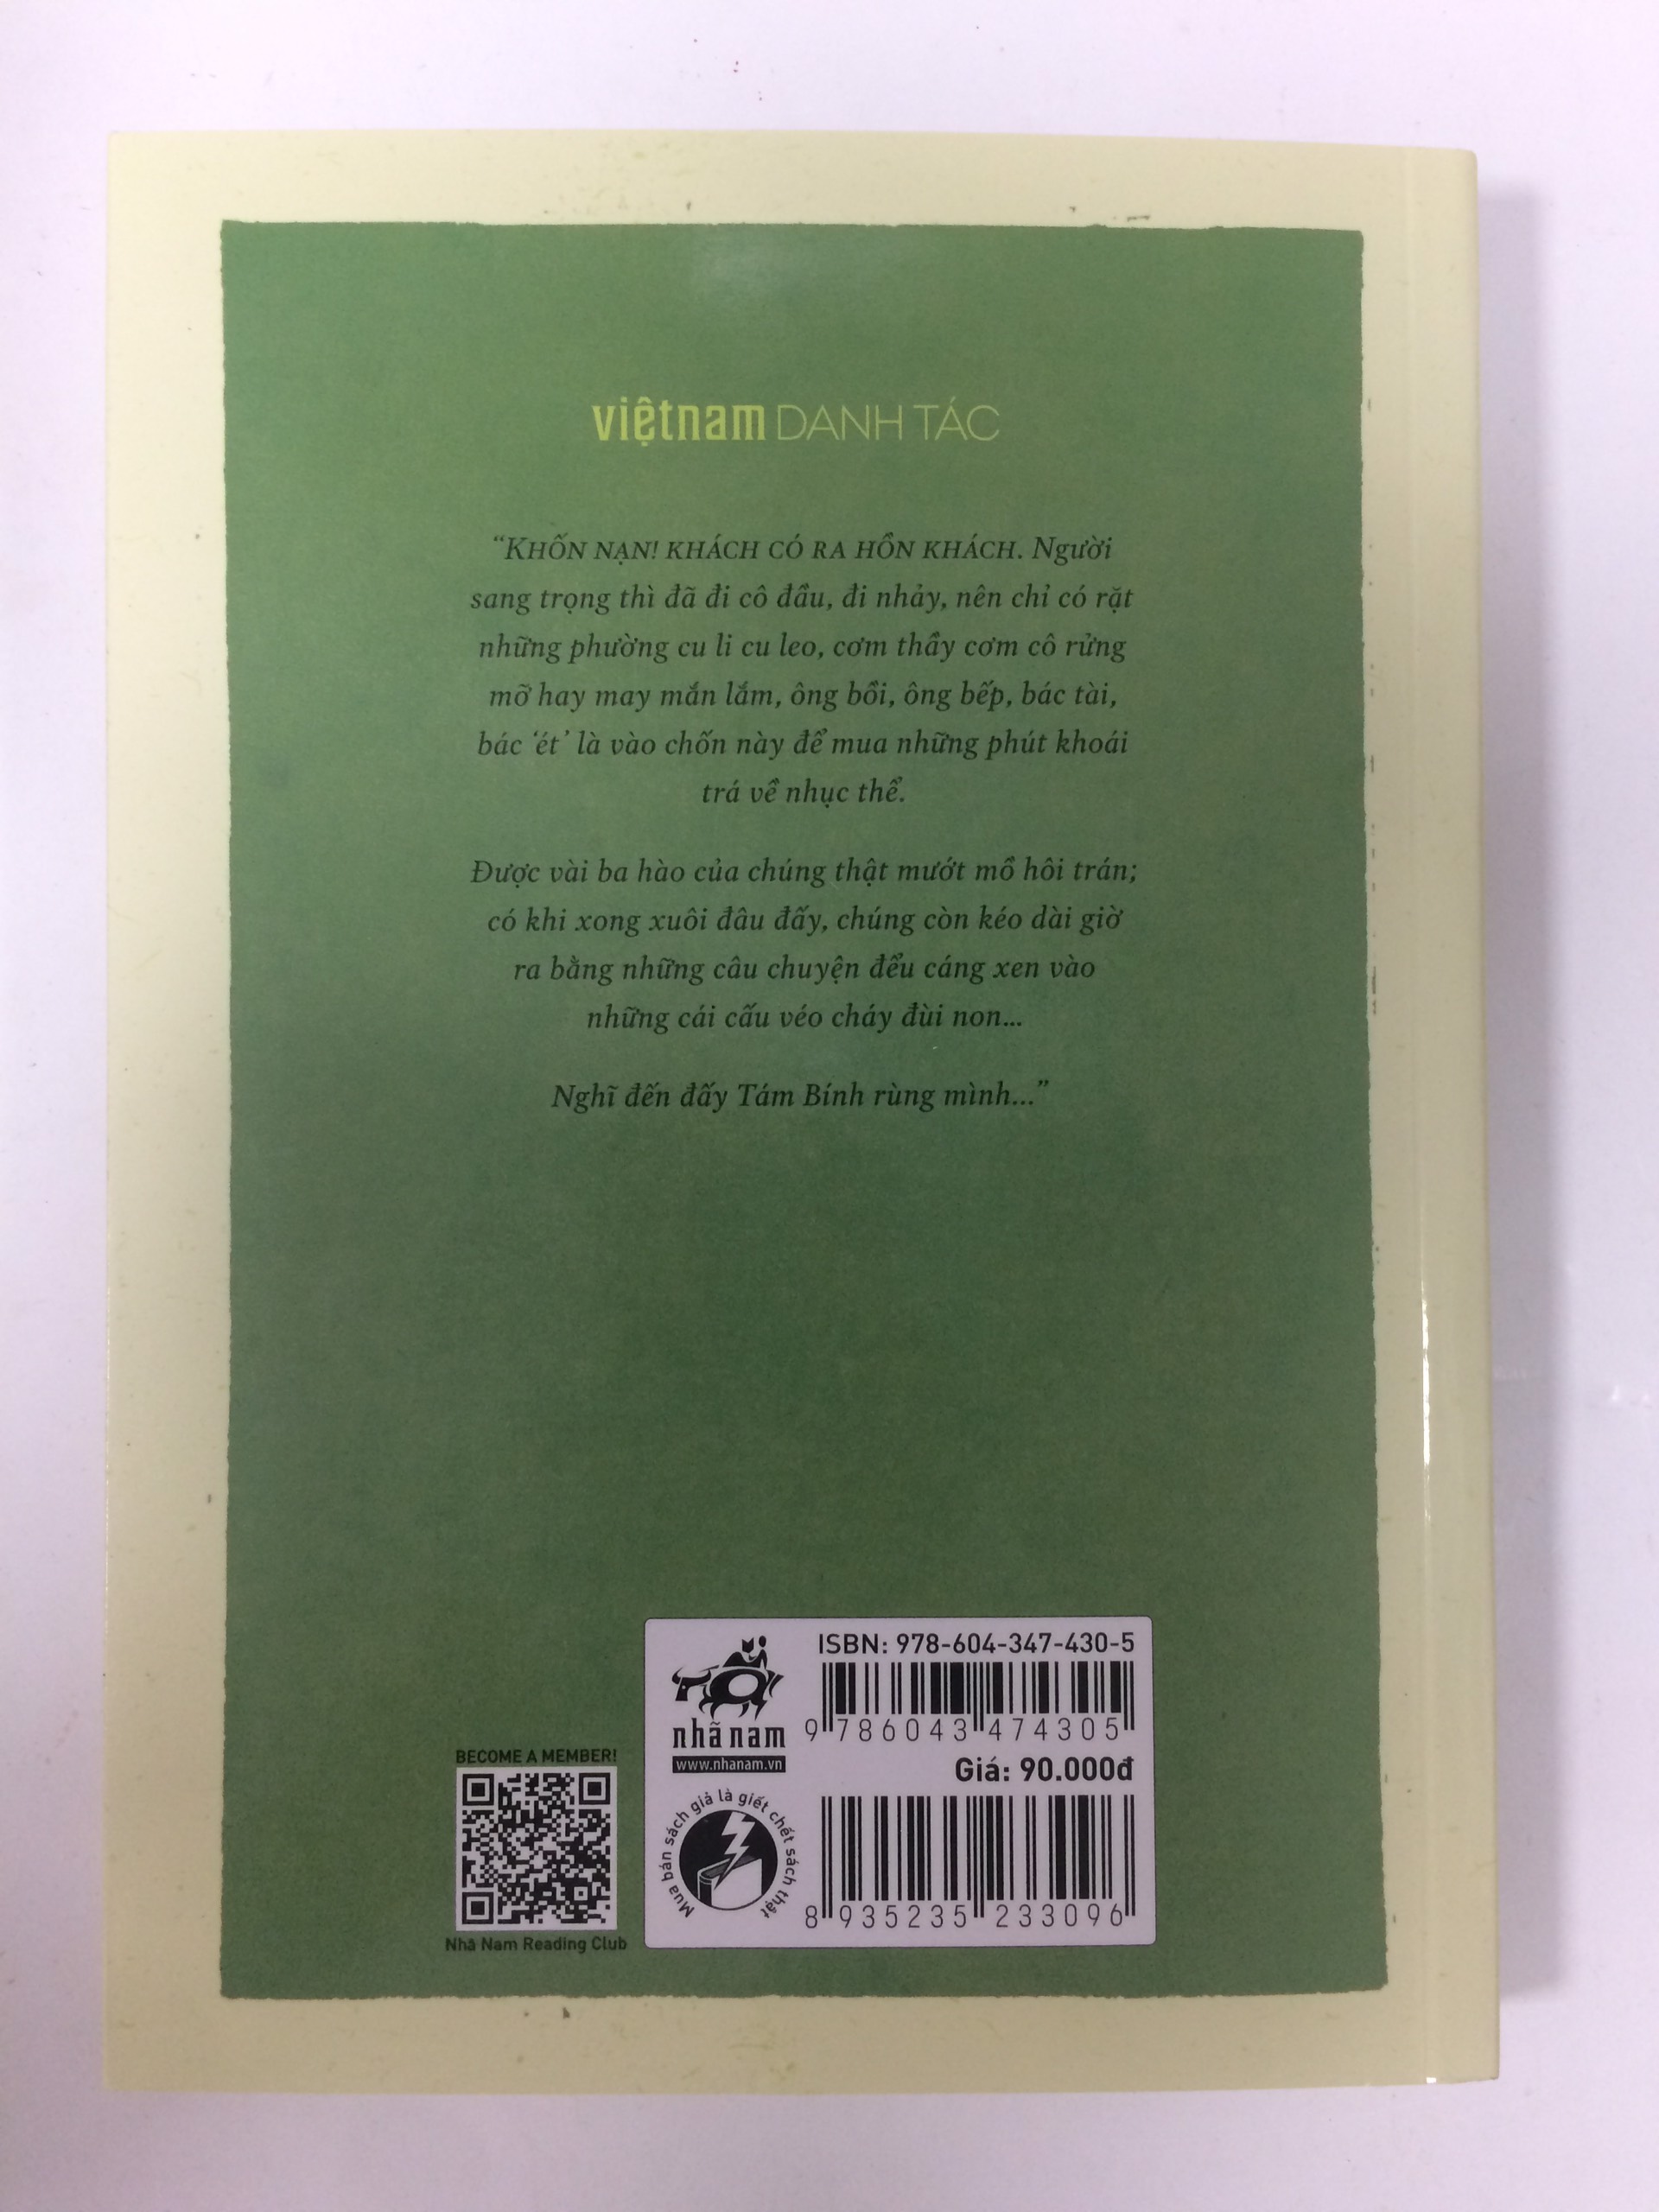 việtnam DANH TÁC
“KHỐN NẠN! KHÁCH CÓ RA HỒN KHÁCH. Người
sang trọng thì đã đi cô đầu, đi nhảy, nên chỉ có rặt
những phường cu li cu leo, cơm thầy cơm cô rửng
mỡ hay may mắn lắm, ông bồi, ông bếp, bác tài,
bác ‘ét’ là vào chốn này để mua những phút khoái
trá về nhục thể.
Được vài ba hào của chúng thật mướt mồ hôi trán;
có khi xong xuôi đâu đấy, chúng còn kéo dài giờ
ra bằng những câu chuyện đểu cáng xen vào
những cái cấu véo cháy đùi non...
Nghĩ đến đấy Tám Bính rùng mình...”
BECOME A MEMBER!
Nhã Nam Reading Club
nhã nam
www.nhanam.vn
Mua bán sách giả là giết chết sách thật
ISBN: 978-604-347-430-5
9 786043 474305
Giá: 90.000đ
8 935235 233096